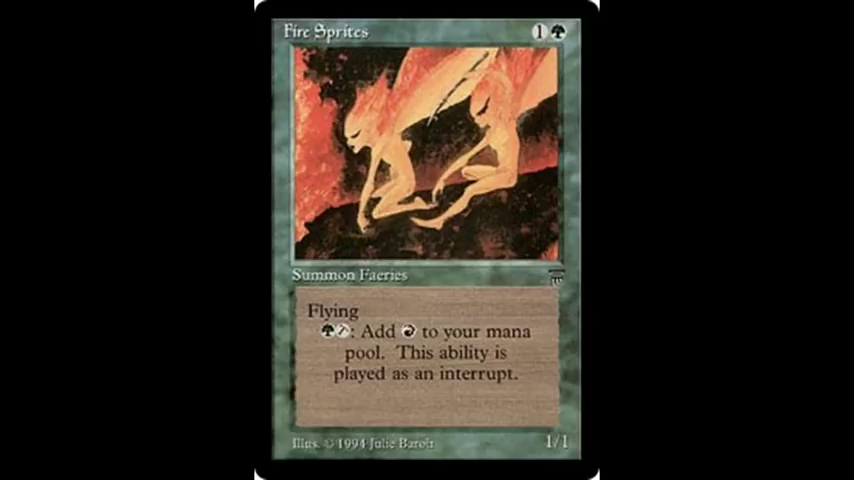 Fire Sprites 1
Summon Faeries
Flying
: Add to your mana
pool. This ability is
played as an interrupt.
Illus. © 1994 Julie Baroh
1/1